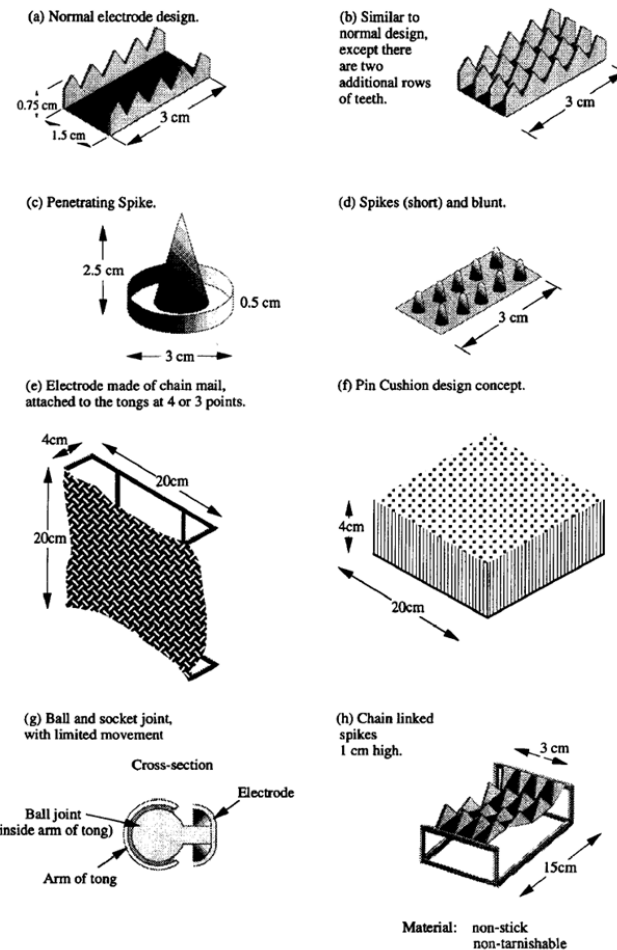 (a) Normal electrode design.
0.75 cm
1.5 cm
3 cm
(b) Similar to
normal design,
except there
are two
additional rows
of teeth.
3 cm
(c) Penetrating Spike.
2.5 cm
0.5 cm
3 cm
(d) Spikes (short) and blunt.
3 cm
(e) Electrode made of chain mail,
attached to the tongs at 4 or 3 points.
4cm
20cm
20cm
(f) Pin Cushion design concept.
4cm
20cm
(g) Ball and socket joint,
with limited movement
Cross-section
Electrode
Ball joint
inside arm of tong)
Arm of tong
(h) Chain linked
spikes
1 cm high.
3 cm
15cm
Material: non-stick
non-tarnishable